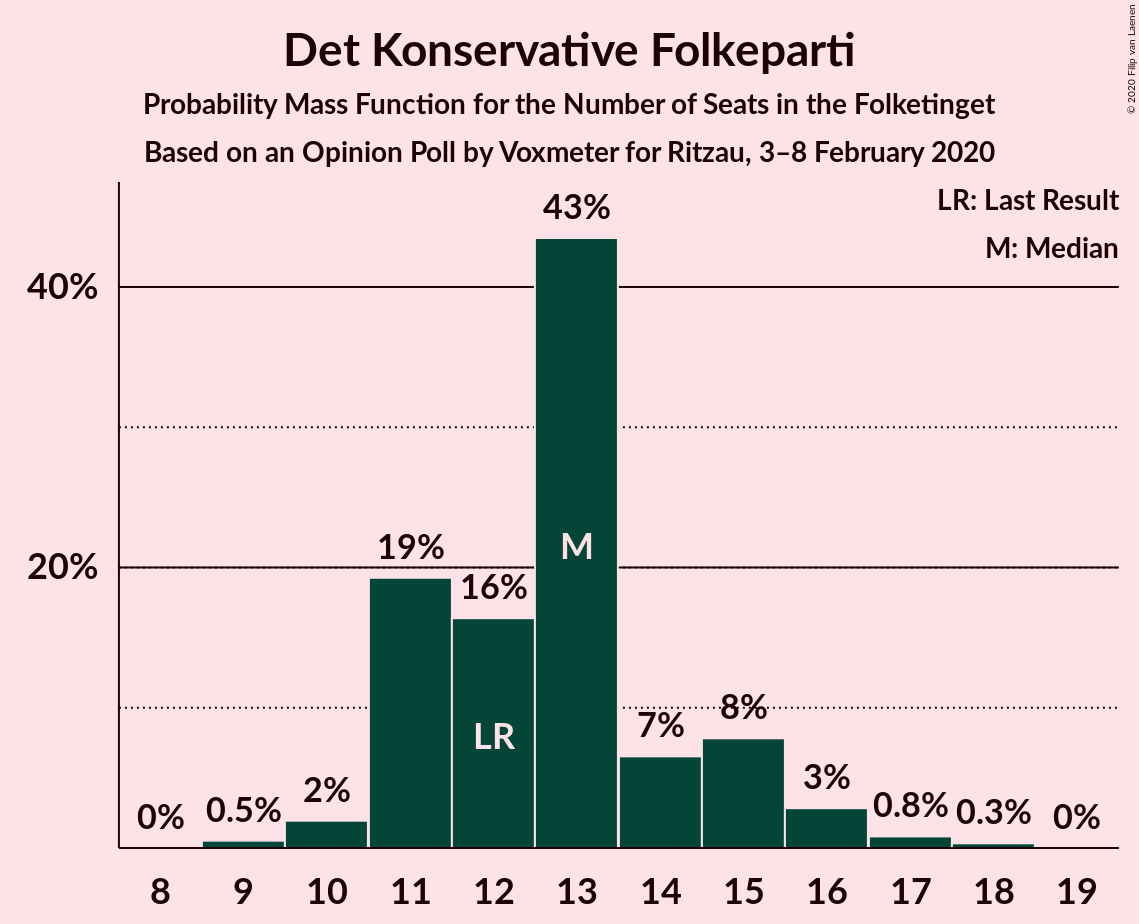 Det Konservative Folkeparti
Probability Mass Function for the Number of Seats in the Folketinget
Based on an Opinion Poll by Voxmeter for Ritzau, 3–8 February 2020
© 2020 Filip van Laenen
LR: Last Result
M: Median
43%
40%
M
19%
20%
16%
LR
8%
7%
3%
2%
0% 0.5% 0.8% 0.3% 0%
8 9 10 11 12 13 14 15 16 17 18 19